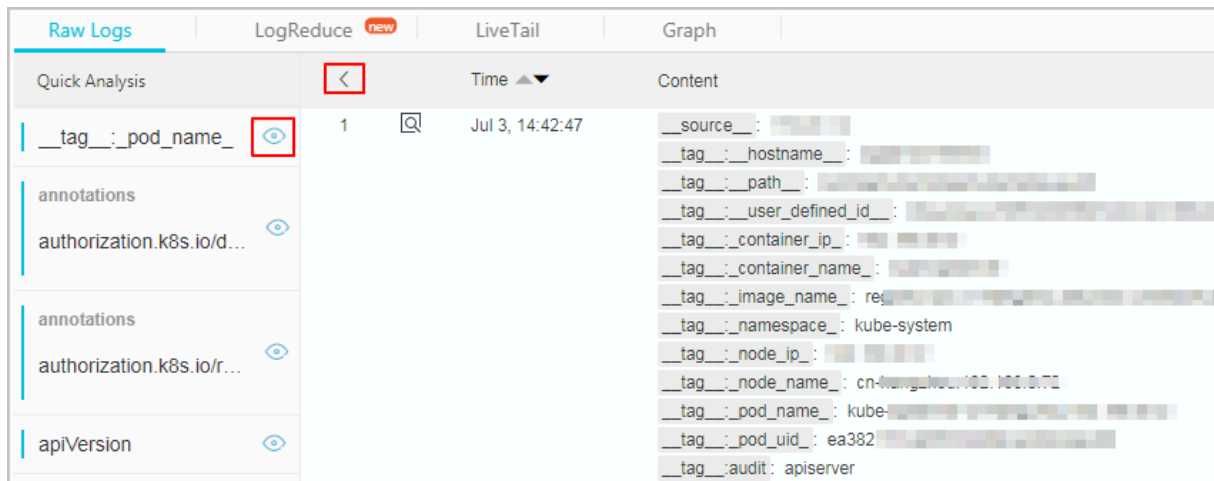 Raw Logs LogReduce new LiveTail Graph
Quick Analysis < Time Content
__tag__:_pod_name_
annotations
authorization.k8s.io/d...
annotations
authorization.k8s.io/r...
apiVersion
1 Jul 3, 14:42:47
__source__ :
__tag__:__hostname__ :
__tag__:__path__ :
__tag__:__user_defined_id__ :
__tag__:_container_ip_ :
__tag__:_container_name_ :
__tag__:_image_name_ : reg
__tag__:_namespace_ : kube-system
__tag__:_node_ip_ :
__tag__:_node_name_ : cn-
__tag__:_pod_name_ : kube-
__tag__:_pod_uid_ : ea382
__tag__:audit : apiserver